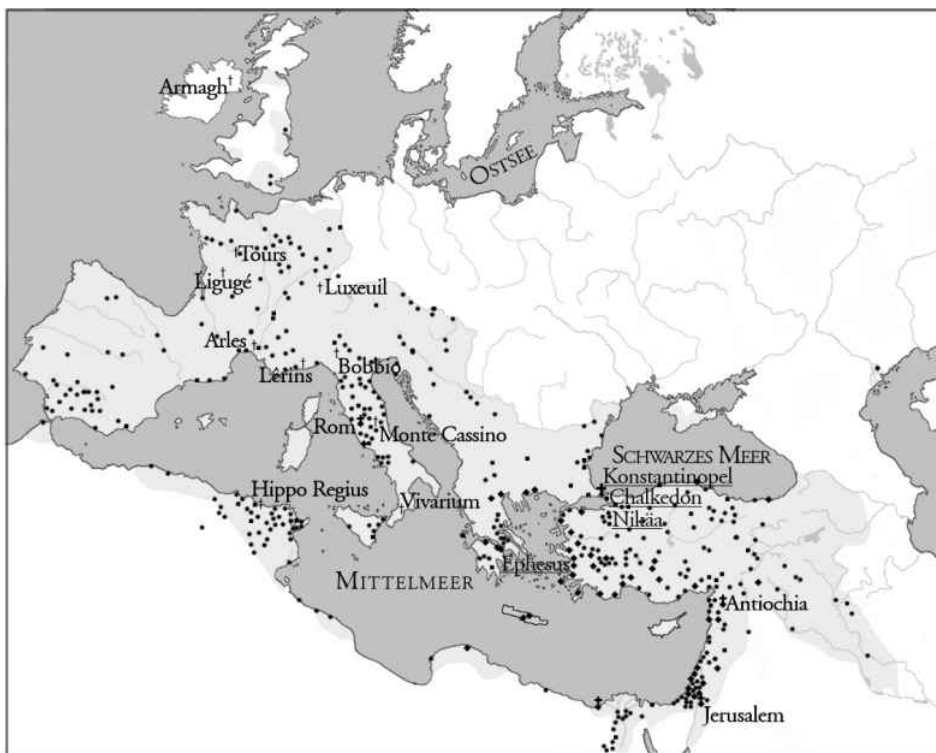 Armagh
OSTSEE
Tours
Ligugé
Luxeuil
Arles
Lérins
Bobbio
Rom
Monte Cassino
SCHWARZES MEER
Konstantinopel
Chalkedon
Nikäa
Hippo Regius
Vivarium
Ephesus
MITTELMEER
Antiochia
Jerusalem